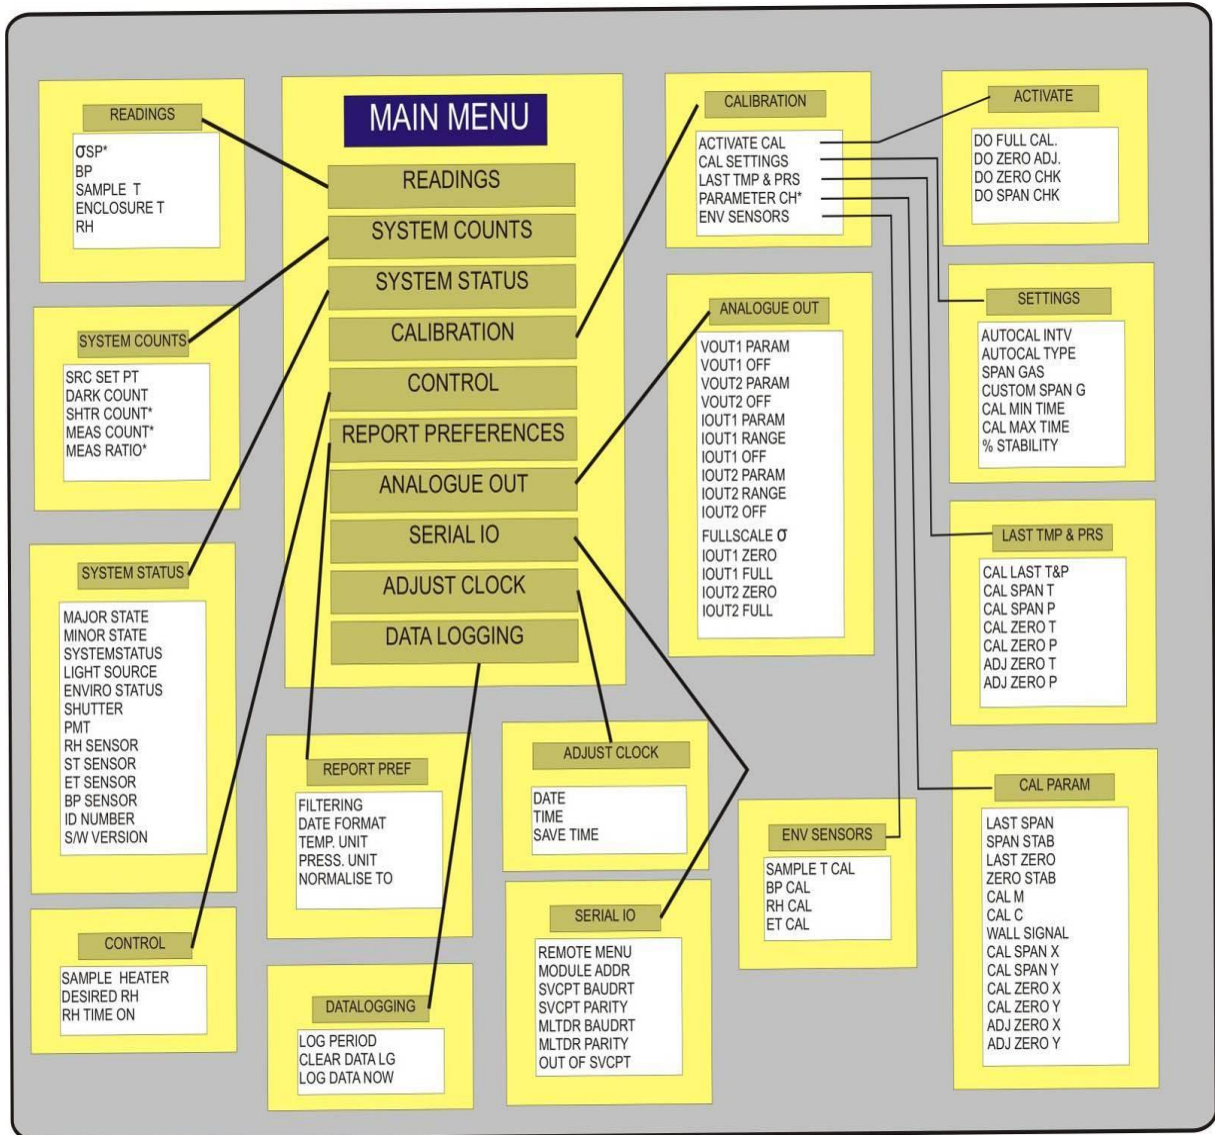 MAIN MENU
READINGS
SYSTEM COUNTS
SYSTEM STATUS
CALIBRATION
CONTROL
REPORT PREFERENCES
ANALOGUE OUT
SERIAL IO
ADJUST CLOCK
DATA LOGGING
READINGS
σSP*
BP
SAMPLE T
ENCLOSURE T
RH
SYSTEM COUNTS
SRC SET PT
DARK COUNT
SHTR COUNT*
MEAS COUNT*
MEAS RATIO*
SYSTEM STATUS
MAJOR STATE
MINOR STATE
SYSTEMSTATUS
LIGHT SOURCE
ENVIRO STATUS
SHUTTER
PMT
RH SENSOR
ST SENSOR
ET SENSOR
BP SENSOR
ID NUMBER
S/W VERSION
CONTROL
SAMPLE HEATER
DESIRED RH
RH TIME ON
REPORT PREF
FILTERING
DATE FORMAT
TEMP. UNIT
PRESS. UNIT
NORMALISE TO
DATALOGGING
LOG PERIOD
CLEAR DATA LG
LOG DATA NOW
ADJUST CLOCK
DATE
TIME
SAVE TIME
SERIAL IO
REMOTE MENU
MODULE ADDR
SVCPT BAUDRT
SVCPT PARITY
MLTDR BAUDRT
MLTDR PARITY
OUT OF SVCPT
CALIBRATION
ACTIVATE CAL
CAL SETTINGS
LAST TMP & PRS
PARAMETER CH*
ENV SENSORS
ANALOGUE OUT
VOUT1 PARAM
VOUT1 OFF
VOUT2 PARAM
VOUT2 OFF
IOUT1 PARAM
IOUT1 RANGE
IOUT1 OFF
IOUT2 PARAM
IOUT2 RANGE
IOUT2 OFF
FULLSCALE σ
IOUT1 ZERO
IOUT1 FULL
IOUT2 ZERO
IOUT2 FULL
ENV SENSORS
SAMPLE T CAL
BP CAL
RH CAL
ET CAL
ACTIVATE
DO FULL CAL.
DO ZERO ADJ.
DO ZERO CHK
DO SPAN CHK
SETTINGS
AUTOCAL INTV
AUTOCAL TYPE
SPAN GAS
CUSTOM SPAN G
CAL MIN TIME
CAL MAX TIME
% STABILITY
LAST TMP & PRS
CAL LAST T&P
CAL SPAN T
CAL SPAN P
CAL ZERO T
CAL ZERO P
ADJ ZERO T
ADJ ZERO P
CAL PARAM
LAST SPAN
SPAN STAB
LAST ZERO
ZERO STAB
CAL M
CAL C
WALL SIGNAL
CAL SPAN X
CAL SPAN Y
CAL ZERO X
CAL ZERO Y
ADJ ZERO X
ADJ ZERO Y